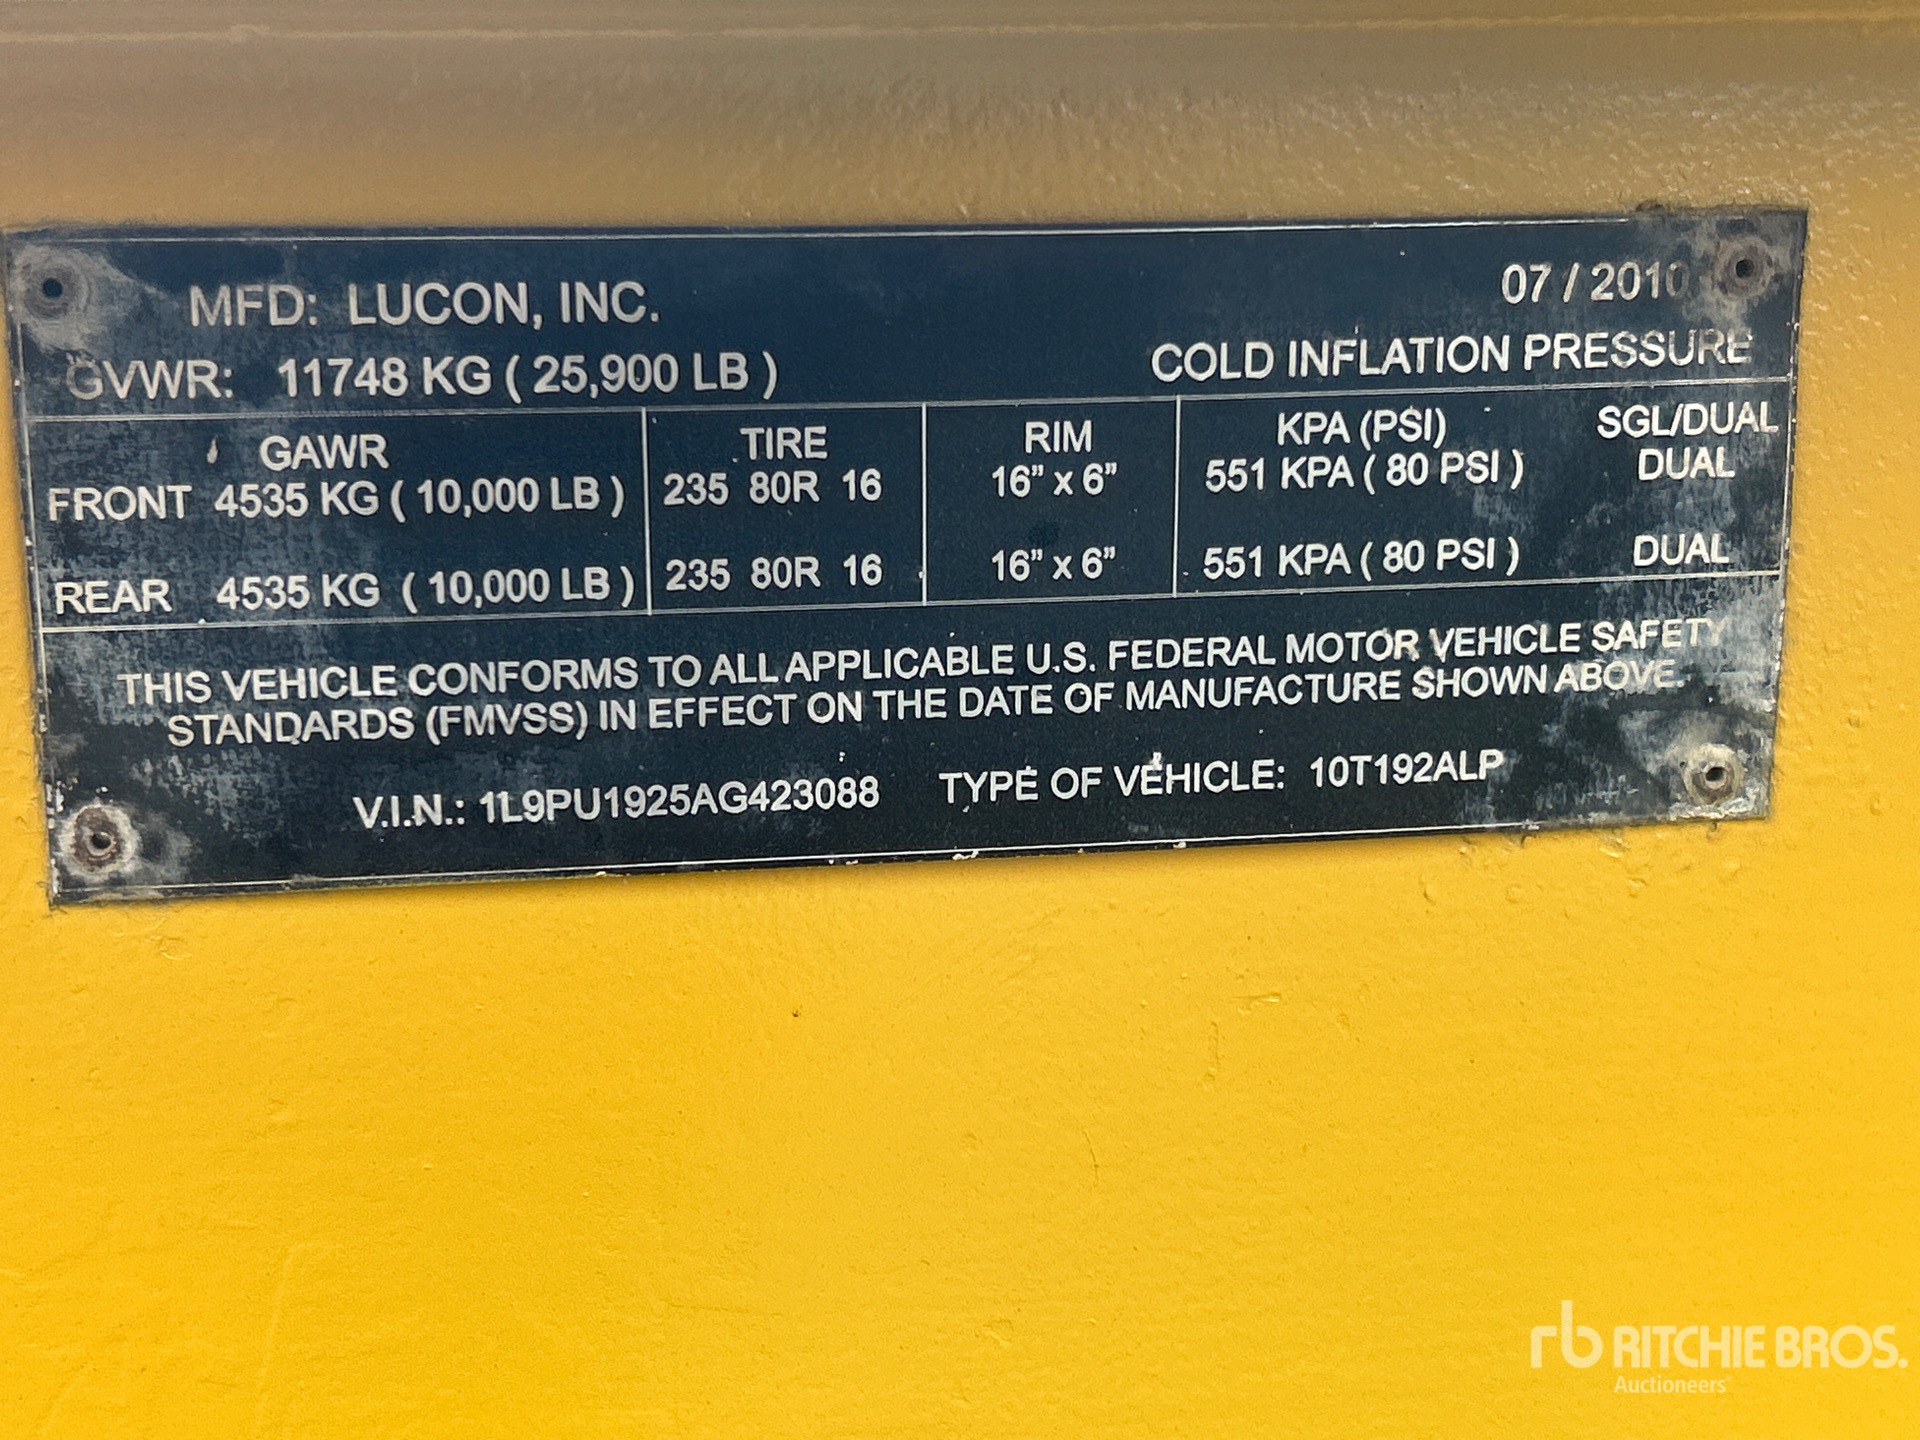 MFD: LUCON, INC. 07 / 2010
GVWR: 11748 KG ( 25,900 LB ) COLD INFLATION PRESSURE
GAWR TIRE RIM KPA (PSI) SGL/DUAL
FRONT 4535 KG ( 10,000 LB ) 235 80R 16 16" x 6" 551 KPA ( 80 PSI ) DUAL
REAR 4535 KG ( 10,000 LB ) 235 80R 16 16" x 6" 551 KPA ( 80 PSI ) DUAL
THIS VEHICLE CONFORMS TO ALL APPLICABLE U.S. FEDERAL MOTOR VEHICLE SAFETY
STANDARDS (FMVSS) IN EFFECT ON THE DATE OF MANUFACTURE SHOWN ABOVE.
V.I.N.: 1L9PU1925AG423088 TYPE OF VEHICLE: 10T192ALP
rb RITCHIE BROS.
Auctioneers